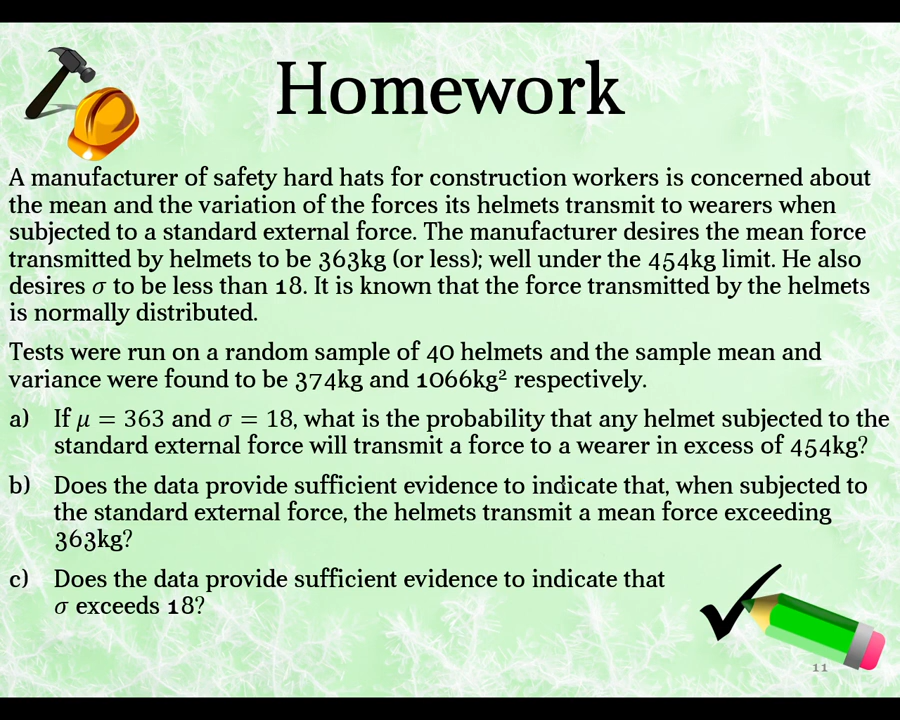 Homework
A manufacturer of safety hard hats for construction workers is concerned about
the mean and the variation of the forces its helmets transmit to wearers when
subjected to a standard external force. The manufacturer desires the mean force
transmitted by helmets to be 363kg (or less); well under the 454kg limit. He also
desires σ to be less than 18. It is known that the force transmitted by the helmets
is normally distributed.
Tests were run on a random sample of 40 helmets and the sample mean and
variance were found to be 374kg and 1066kg² respectively.
a) If μ = 363 and σ = 18, what is the probability that any helmet subjected to the
standard external force will transmit a force to a wearer in excess of 454kg?
b) Does the data provide sufficient evidence to indicate that, when subjected to
the standard external force, the helmets transmit a mean force exceeding
363kg?
c) Does the data provide sufficient evidence to indicate that
σ exceeds 18?
11